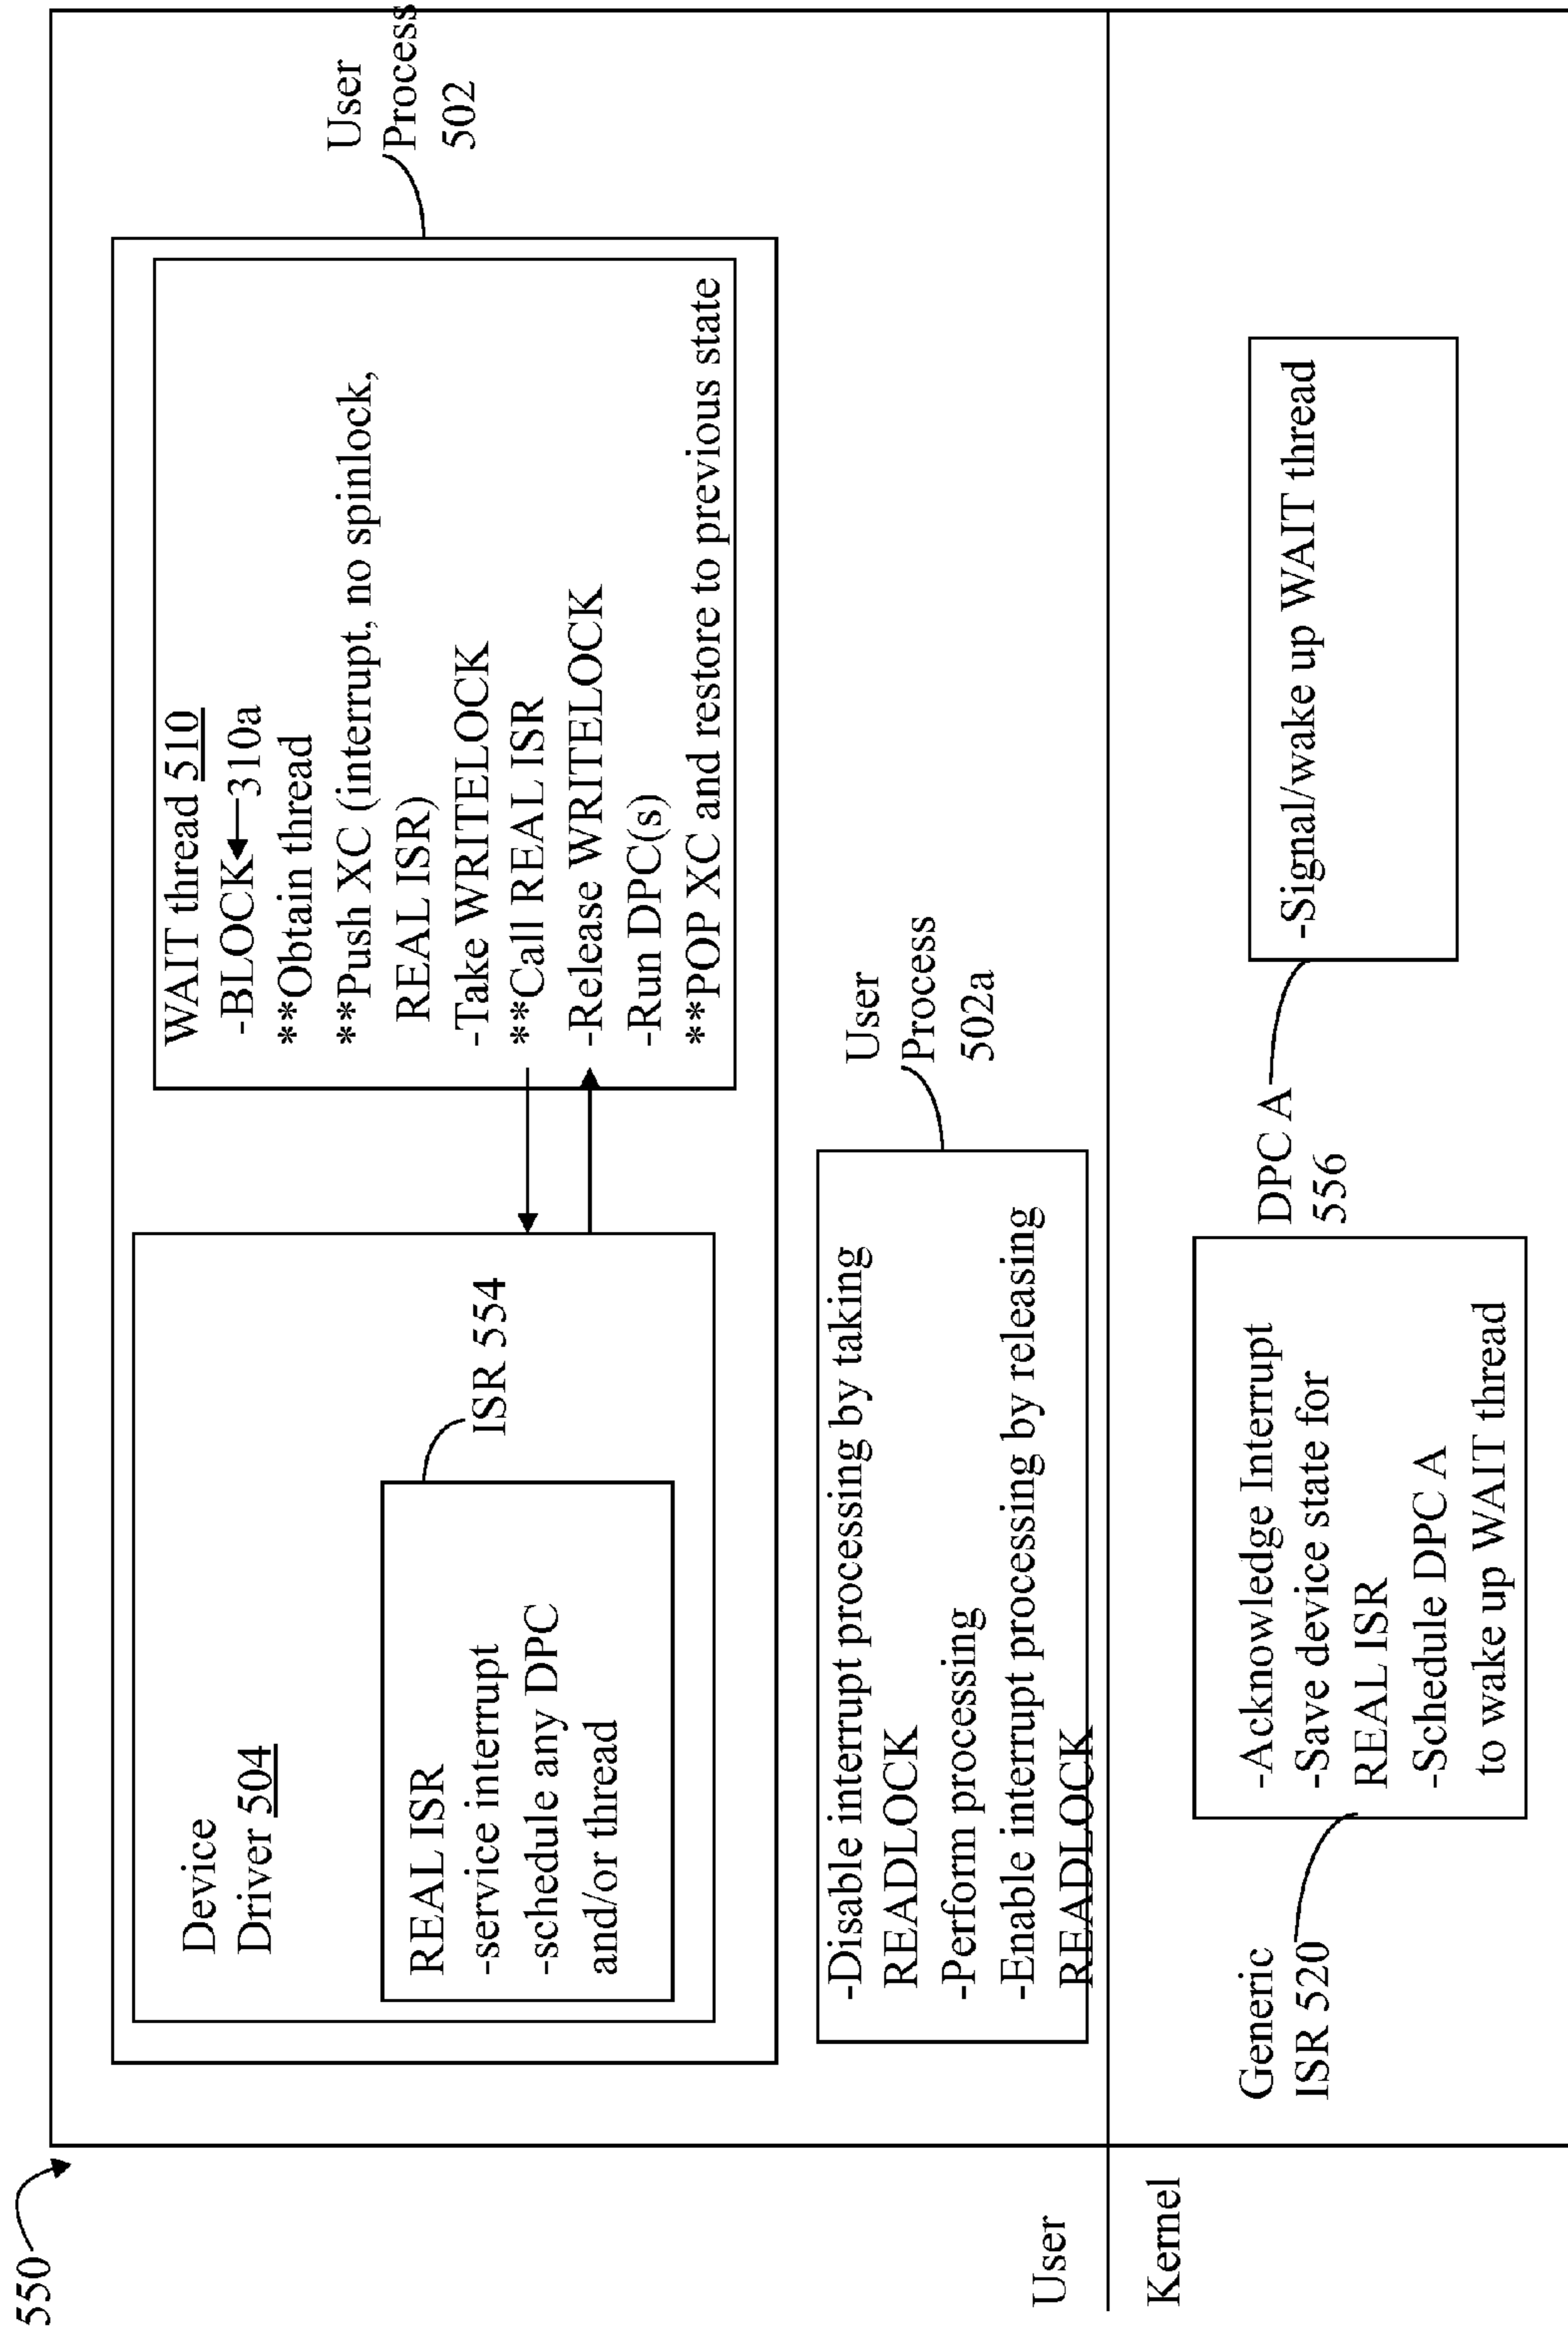 550
User
Kernel
Device
Driver 504
REAL ISR
-service interrupt
-schedule any DPC
and/or thread
ISR 554
WAIT thread 510
-BLOCK
310a
**Obtain thread
**Push XC (interrupt, no spinlock,
REAL ISR)
-Take WRITELOCK
**Call REAL ISR
-Release WRITELOCK
-Run DPC(s)
**POP XC and restore to previous state
User
Process
502
-Disable interrupt processing by taking
READLOCK
-Perform processing
-Enable interrupt processing by releasing
READLOCK
User
Process
502a
Generic
ISR 520
-Acknowledge Interrupt
-Save device state for
REAL ISR
-Schedule DPC A
to wake up WAIT thread
DPC A
556
-Signal/wake up WAIT thread